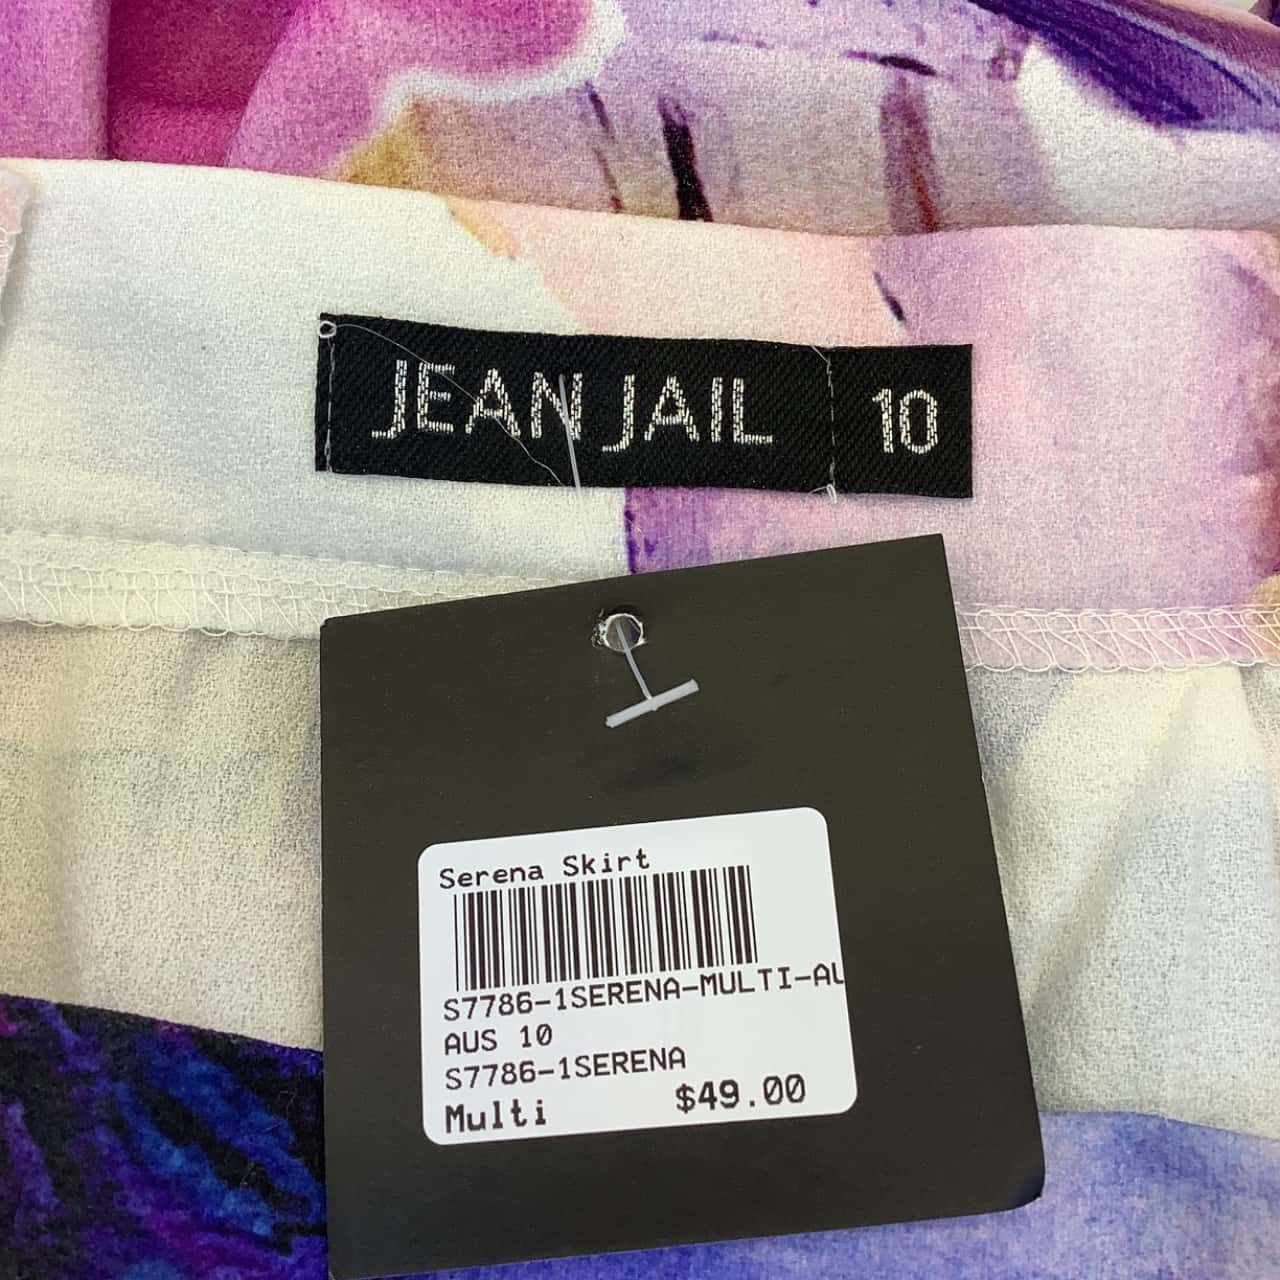 JEAN JAIL 10
Serena Skirt
S7786-1SERENA-MULTI-AU
AUS 10
S7786-1SERENA
Multi $49.00